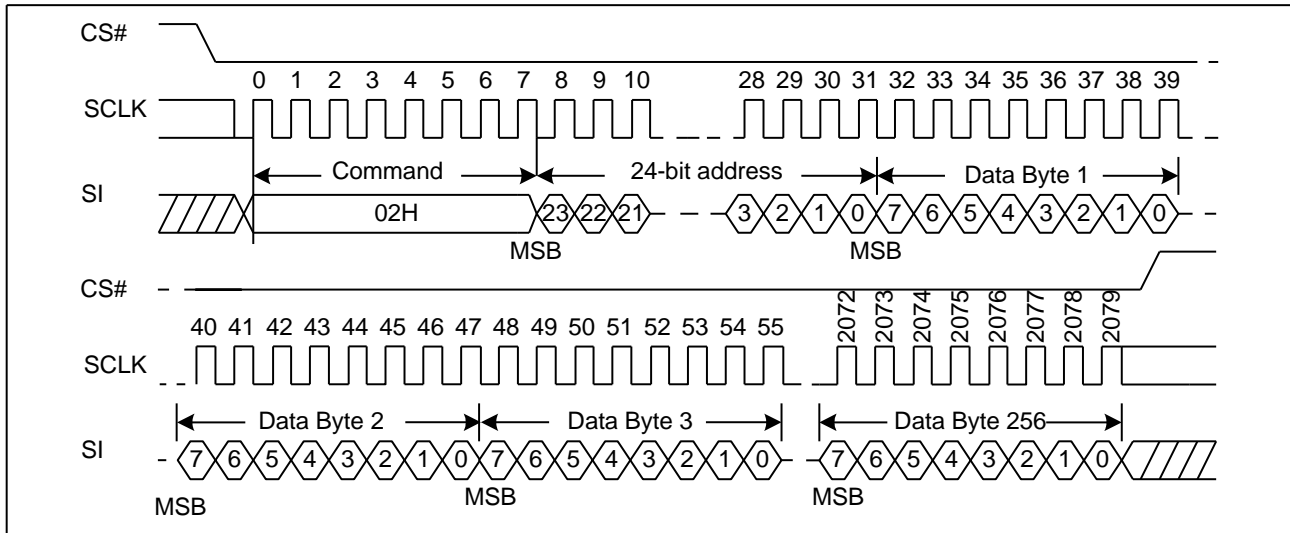 CS#
0 1 2 3 4 5 6 7 8 9 10 28 29 30 31 32 33 34 35 36 37 38 39
SCLK
Command 24-bit address Data Byte 1
SI
02H 23 22 21 3 2 1 0 7 6 5 4 3 2 1 0
MSB MSB
CS#
40 41 42 43 44 45 46 47 48 49 50 51 52 53 54 55 2072 2073 2074 2075 2076 2077 2078 2079
SCLK
Data Byte 2 Data Byte 3 Data Byte 256
SI
7 6 5 4 3 2 1 0 7 6 5 4 3 2 1 0 7 6 5 4 3 2 1 0
MSB MSB MSB